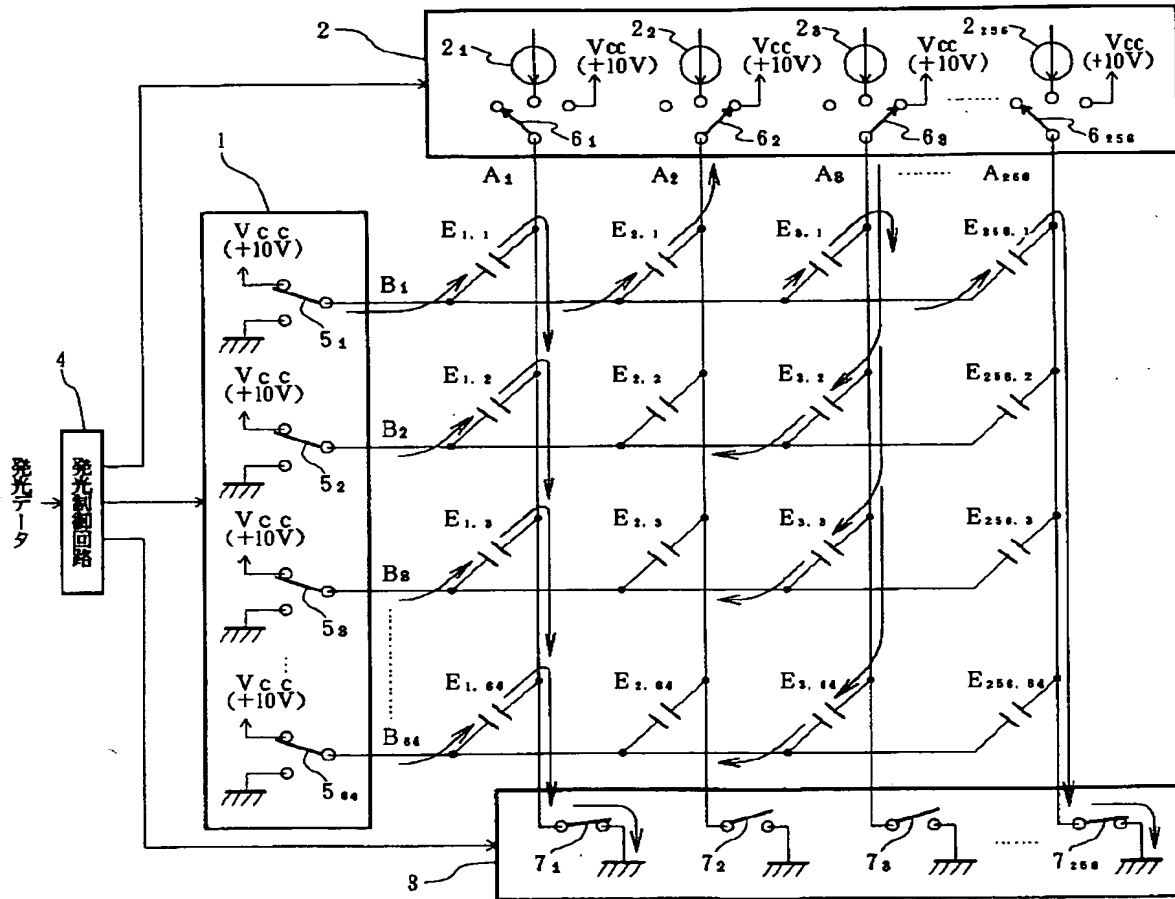 2
2₁
Vcc
(+10V)
2₂
Vcc
(+10V)
2₃
Vcc
(+10V)
2₂₅₆
Vcc
(+10V)
6₁
6₂
6₃
6₂₅₆
1
A₁
A₂
A₃
A₂₅₆
Vcc
(+10V)
B₁
5₁
E₁.₁
E₂.₁
E₃.₁
E₂₅₆.₁
4
発光データ
発光制御回路
Vcc
(+10V)
B₂
5₂
E₁.₂
E₂.₂
E₃.₂
E₂₅₆.₂
Vcc
(+10V)
B₃
5₃
E₁.₃
E₂.₃
E₃.₃
E₂₅₆.₃
Vcc
(+10V)
B₆₄
5₆₄
E₁.₆₄
E₂.₆₄
E₃.₆₄
E₂₅₆.₆₄
3
7₁
7₂
7₃
7₂₅₆